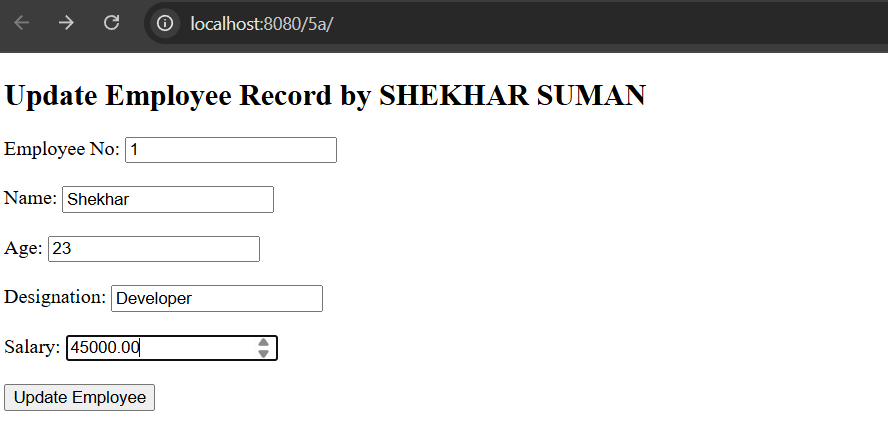 localhost:8080/5a/
Update Employee Record by SHEKHAR SUMAN
Employee No: 1
Name: Shekhar
Age: 23
Designation: Developer
Salary: 45000.00
Update Employee